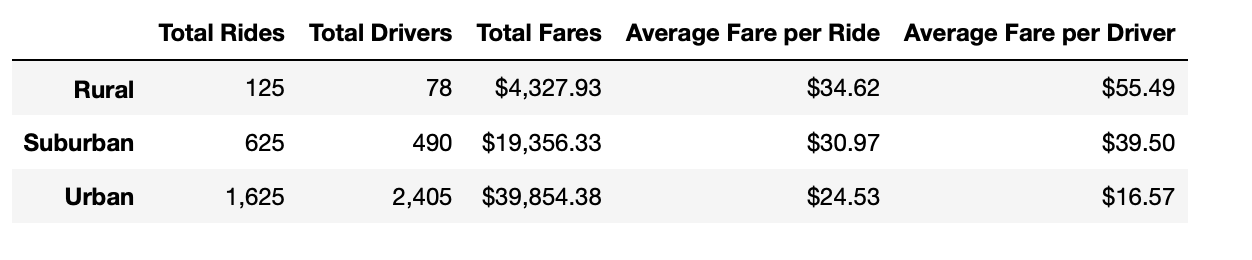 Total Rides Total Drivers Total Fares Average Fare per Ride Average Fare per Driver
Rural 125 78 $4,327.93 $34.62 $55.49
Suburban 625 490 $19,356.33 $30.97 $39.50
Urban 1,625 2,405 $39,854.38 $24.53 $16.57